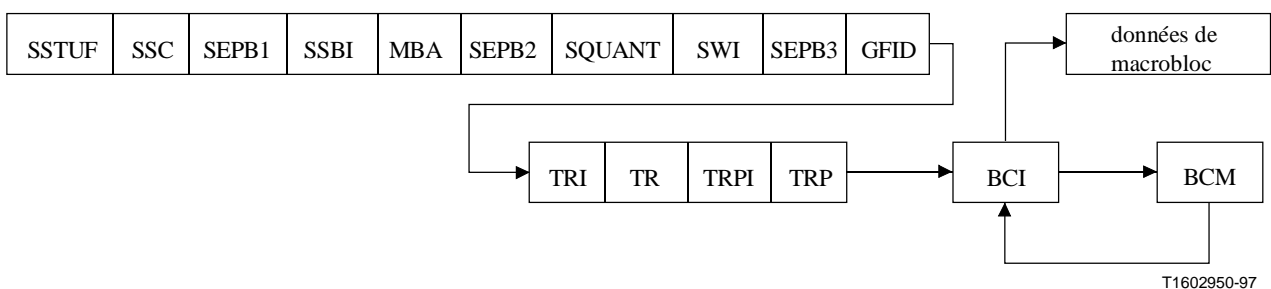 SSTUF SSC SEPB1 SSBI MBA SEPB2 SQUANT SWI SEPB3 GFID
données de
macrobloc
TRI TR TRPI TRP BCI BCM
T1602950-97